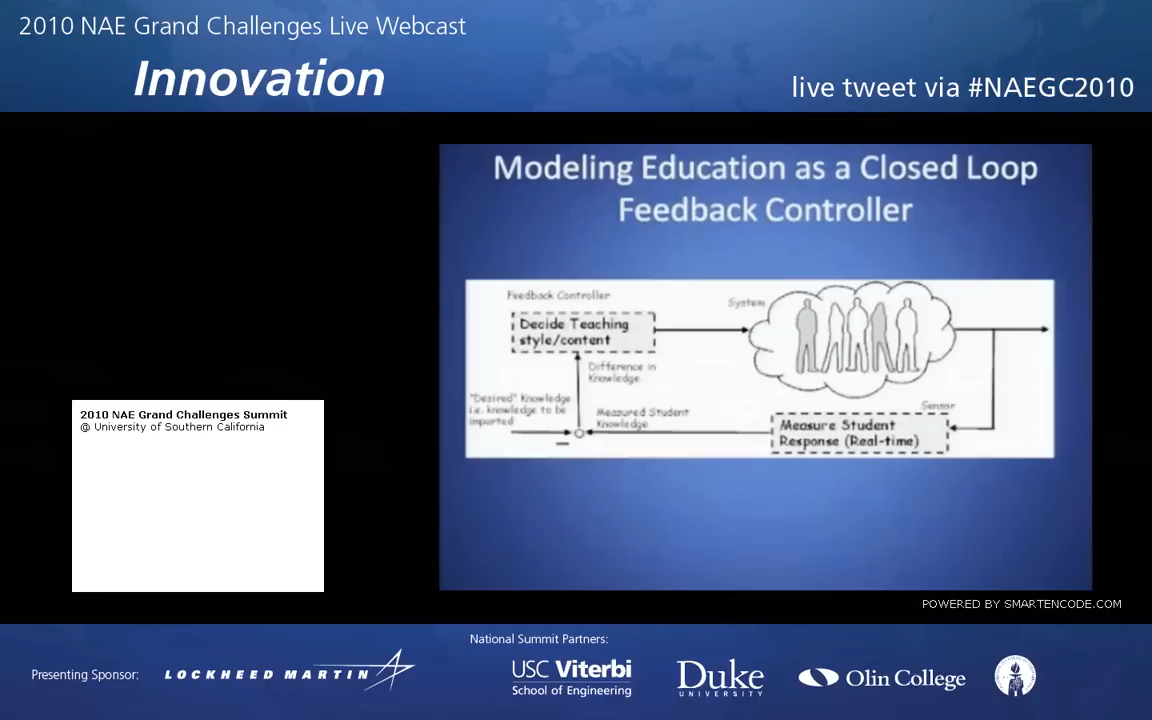 2010 NAE Grand Challenges Live Webcast
Innovation
live tweet via #NAEGC2010
Modeling Education as a Closed Loop
Feedback Controller
Feedback Controller
Decide Teaching
style/content
System
Difference in
Knowledge
"Desired" Knowledge
i.e. knowledge to be
imparted
Measured Student
Knowledge
Sensor
Measure Student
Response (Real-time)
2010 NAE Grand Challenges Summit
@ University of Southern California
POWERED BY SMARTENCODE.COM
National Summit Partners:
Presenting Sponsor:
LOCKHEED MARTIN
USC Viterbi
School of Engineering
Duke
UNIVERSITY
Olin College